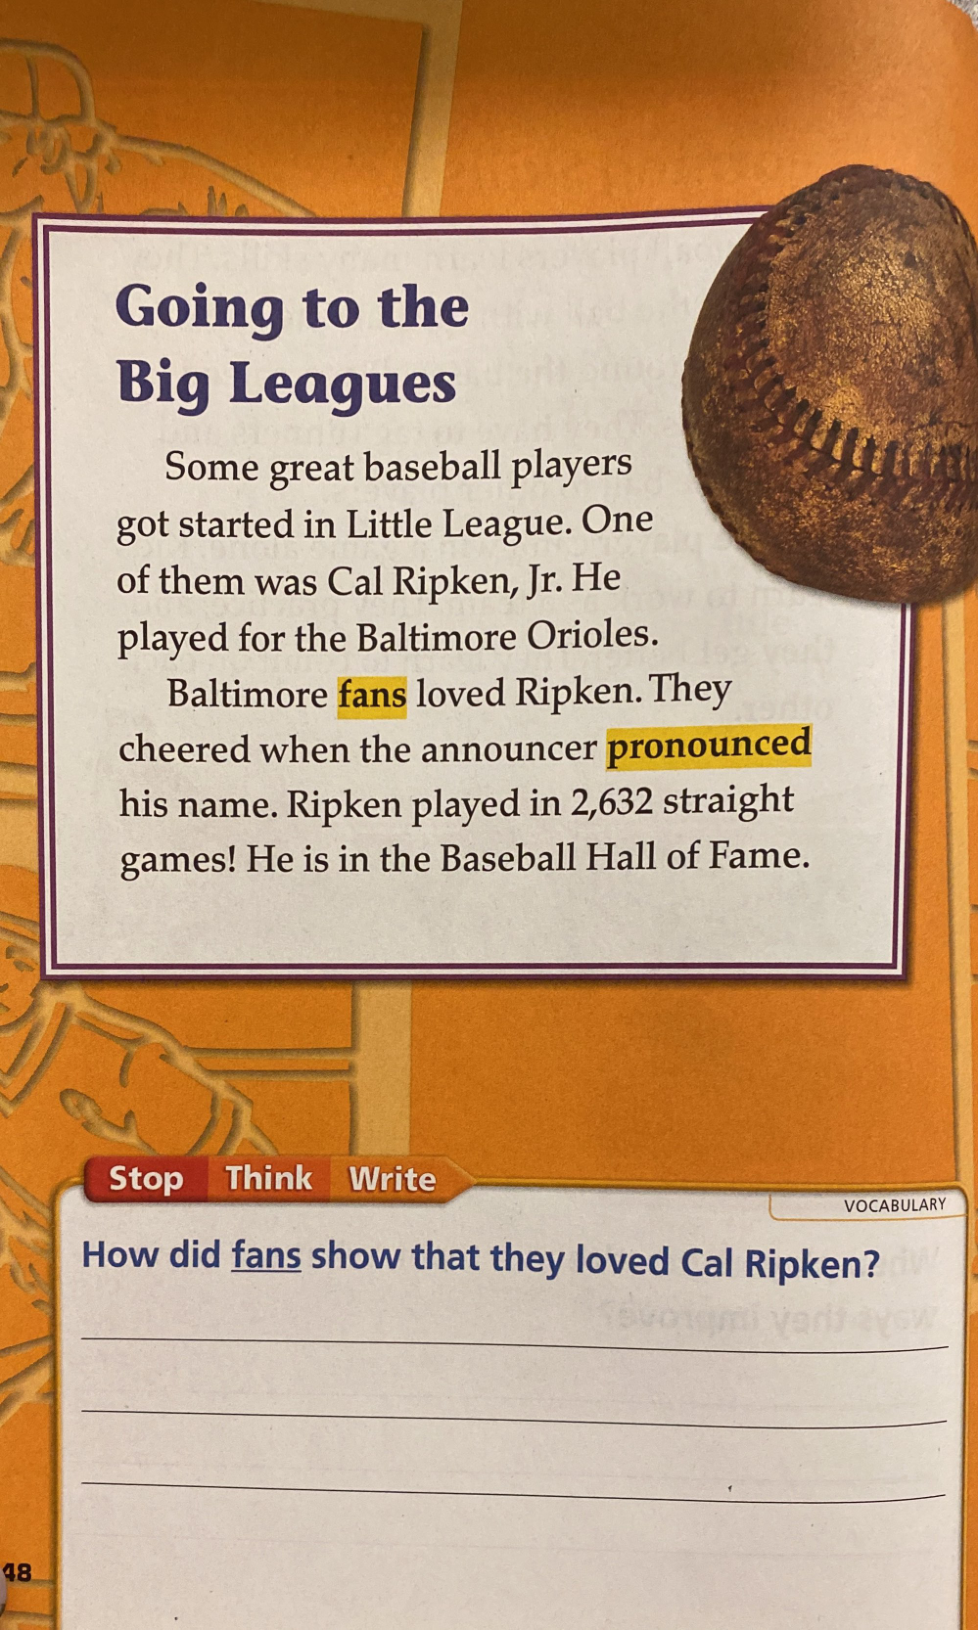 Going to the
Big Leagues
Some great baseball players
got started in Little League. One
of them was Cal Ripken, Jr. He
played for the Baltimore Orioles.
Baltimore fans loved Ripken. They
cheered when the announcer pronounced
his name. Ripken played in 2,632 straight
games! He is in the Baseball Hall of Fame.
Stop Think Write
VOCABULARY
How did fans show that they loved Cal Ripken?
48